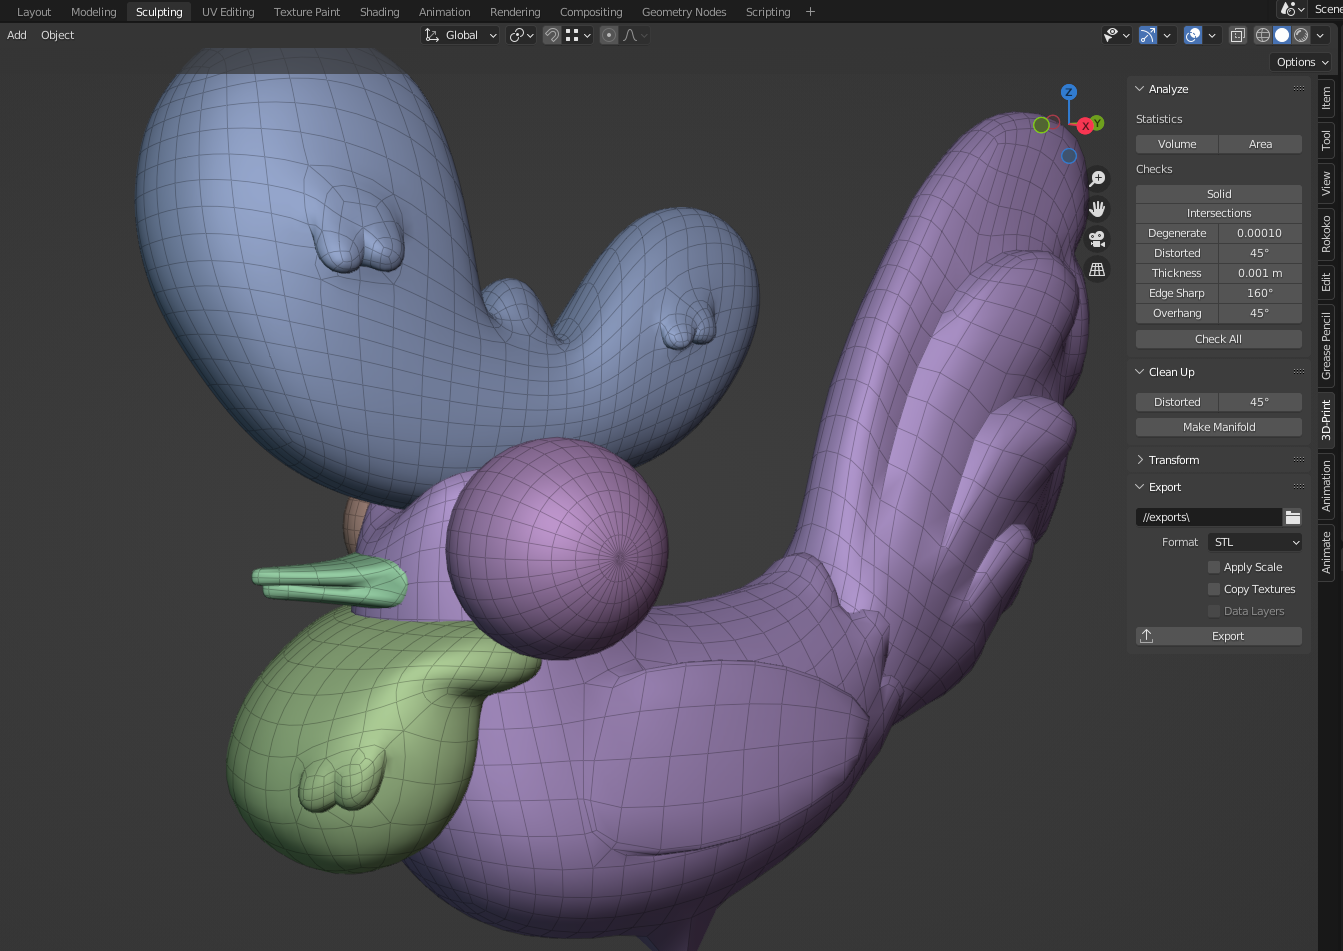 Layout Modeling Sculpting UV Editing Texture Paint Shading Animation Rendering Compositing Geometry Nodes Scripting + Scene
Add Object Global
Options
Z
X Y
Analyze
Statistics
Volume Area
Checks
Solid
Intersections
Degenerate 0.00010
Distorted 45°
Thickness 0.001 m
Edge Sharp 160°
Overhang 45°
Check All
Clean Up
Distorted 45°
Make Manifold
Transform
Export
//exports\
Format STL
Apply Scale
Copy Textures
Data Layers
Export
Item
Tool
View
Rokoko
Edit
Grease Pencil
3D-Print
Animation
Animate